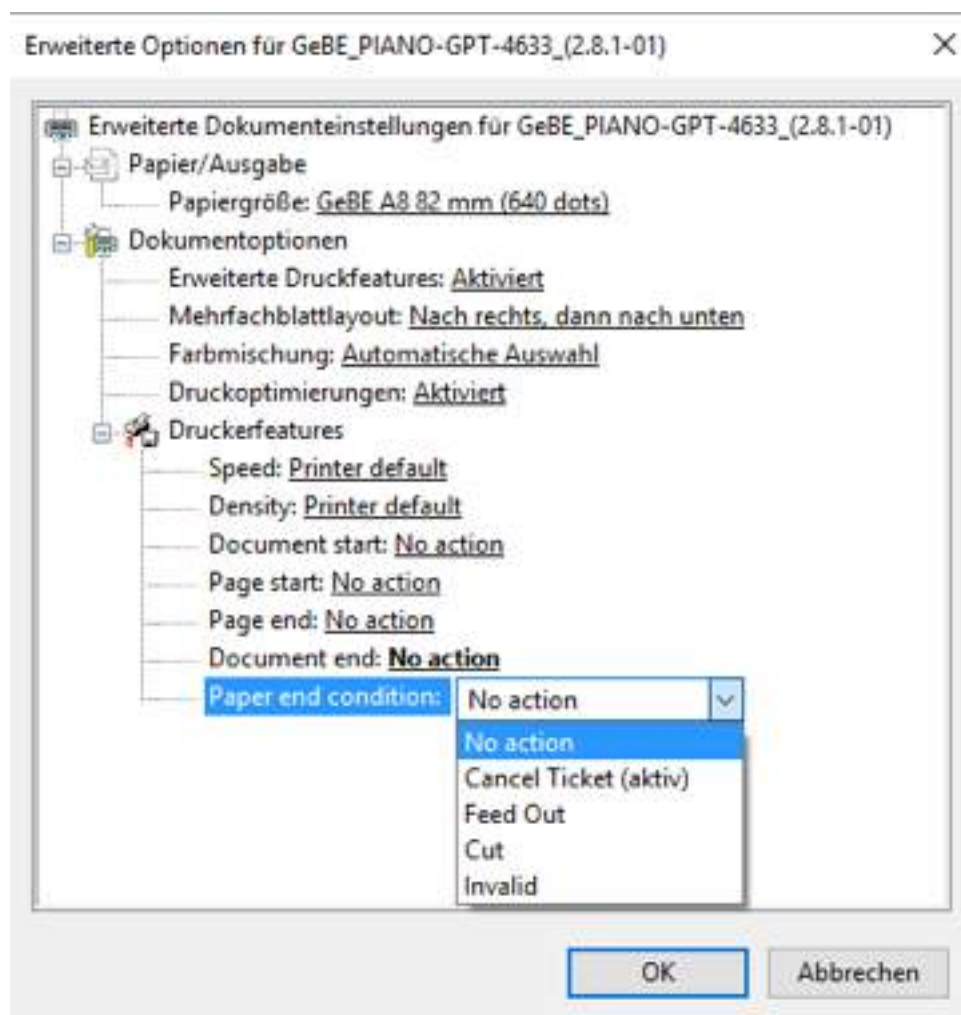 Erweiterte Optionen für GeBE_PIANO-GPT-4633_(2.8.1-01)
Erweiterte Dokumenteinstellungen für GeBE_PIANO-GPT-4633_(2.8.1-01)
Papier/Ausgabe
Papiergröße: GeBE A8 82 mm (640 dots)
Dokumentoptionen
Erweiterte Druckfeatures: Aktiviert
Mehrfachblattlayout: Nach rechts, dann nach unten
Farbmischung: Automatische Auswahl
Druckoptimierungen: Aktiviert
Druckerfeatures
Speed: Printer default
Density: Printer default
Document start: No action
Page start: No action
Page end: No action
Document end: No action
Paper end condition: No action
No action
Cancel Ticket (aktiv)
Feed Out
Cut
Invalid
OK Abbrechen